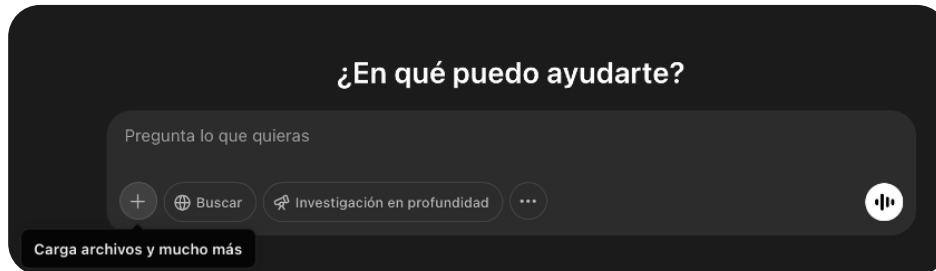 ¿En qué puedo ayudarte?
Pregunta lo que quieras
Buscar
Investigación en profundidad
Carga archivos y mucho más